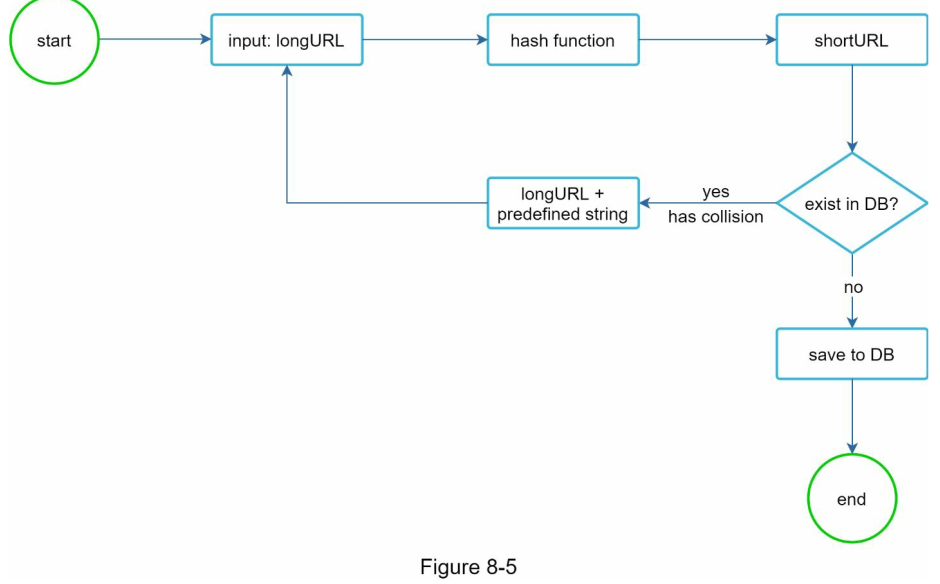 start
input: longURL
hash function
shortURL
longURL +
predefined string
yes
has collision
exist in DB?
no
save to DB
end
Figure 8-5